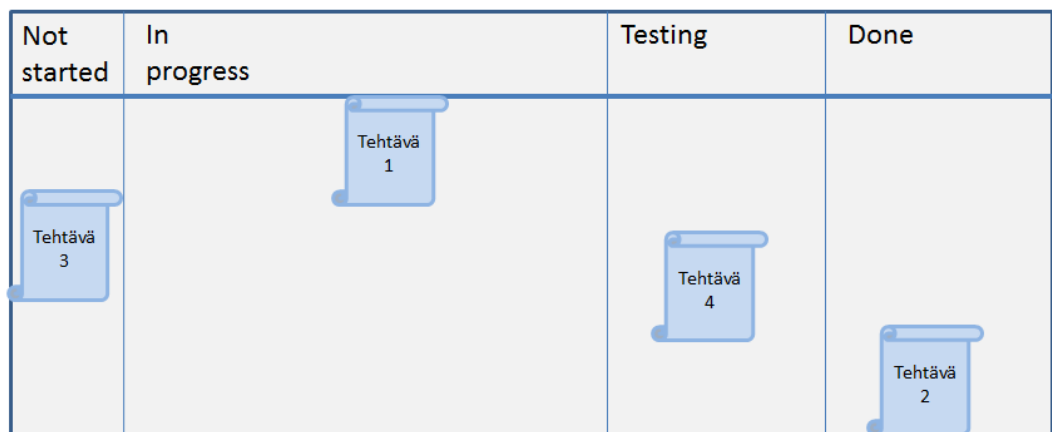 Not
started
In
progress
Testing
Done
Tehtävä
1
Tehtävä
3
Tehtävä
4
Tehtävä
2